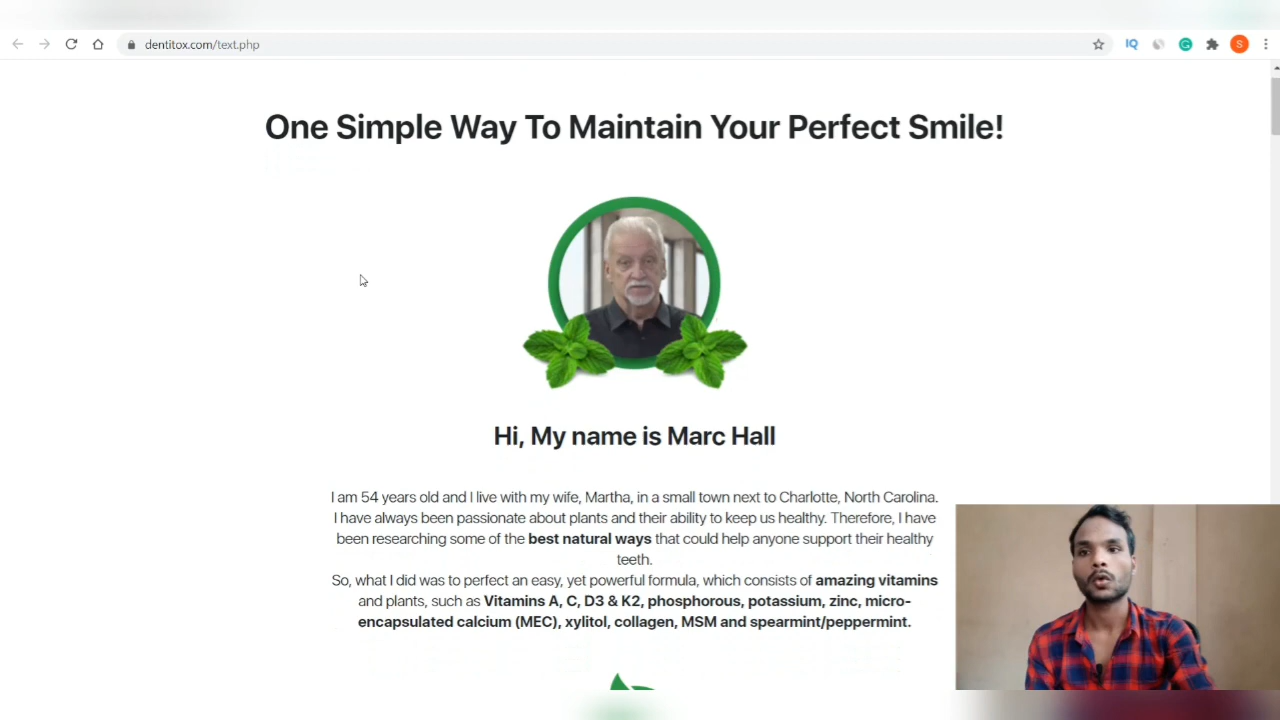 dentitox.com/text.php
IQ
S
One Simple Way To Maintain Your Perfect Smile!
Hi, My name is Marc Hall
I am 54 years old and I live with my wife, Martha, in a small town next to Charlotte, North Carolina.
I have always been passionate about plants and their ability to keep us healthy. Therefore, I have
been researching some of the best natural ways that could help anyone support their healthy
teeth.
So, what I did was to perfect an easy, yet powerful formula, which consists of amazing vitamins
and plants, such as Vitamins A, C, D3 & K2, phosphorous, potassium, zinc, micro-
encapsulated calcium (MEC), xylitol, collagen, MSM and spearmint/peppermint.